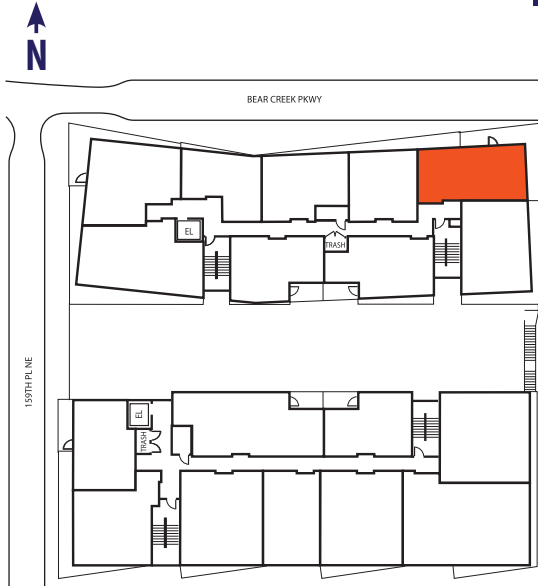 N
BEAR CREEK PKWY
EL
TRASH
159TH PL NE
EL
TRASH